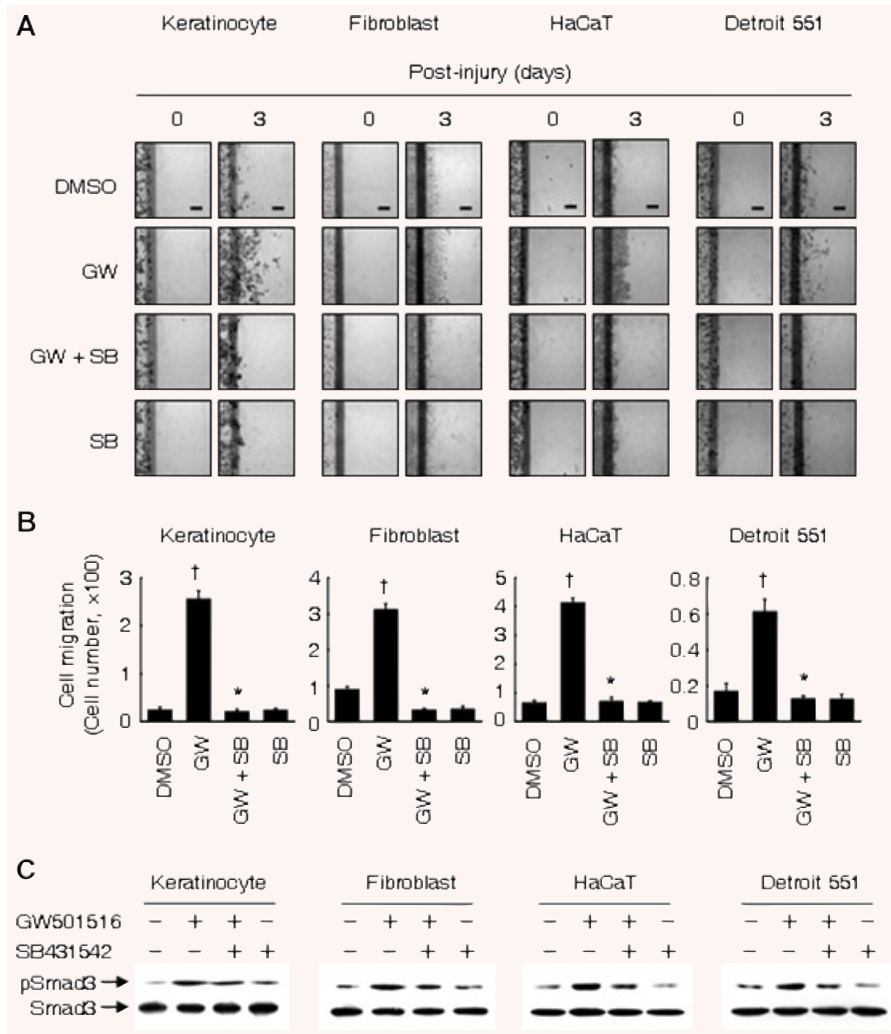 A
Keratinocyte Fibroblast HaCaT Detroit 551
Post-injury (days)
0 3 0 3 0 3 0 3
DMSO
GW
GW + SB
SB
B
Keratinocyte Fibroblast HaCaT Detroit 551
Cell migration
(Cell number, ×100)
3 2 1 0
† *
DMSO GW GW + SB SB
4 3 2 1 0
† *
DMSO GW GW + SB SB
5 4 3 2 1 0
† *
DMSO GW GW + SB SB
0.8 0.6 0.4 0.2 0
† *
DMSO GW GW + SB SB
C
Keratinocyte Fibroblast HaCaT Detroit 551
GW501516 − + + − − + + − − + + − − + + −
SB431542 − − + + − − + + − − + + − − + +
pSmad3
Smad3